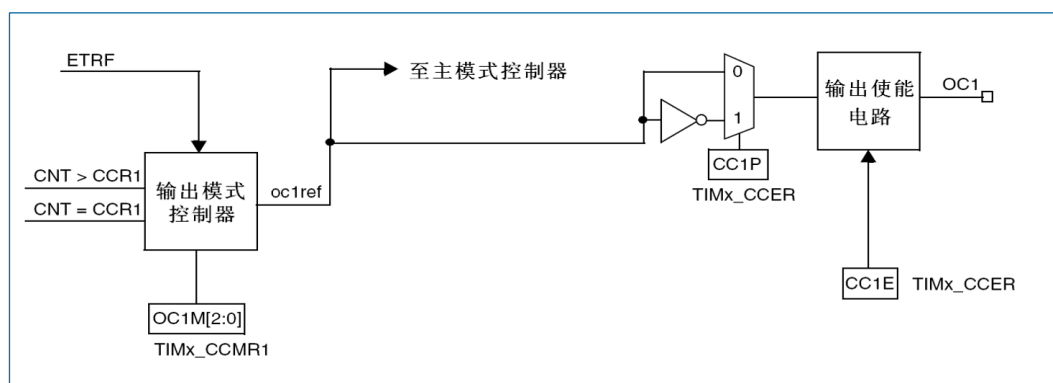 ETRF
至主模式控制器
0
1
输出使能
电路
OC1
CC1P
TIMx_CCER
CNT > CCR1
CNT = CCR1
输出模式
控制器
oc1ref
CC1E
TIMx_CCER
OC1M[2:0]
TIMx_CCMR1